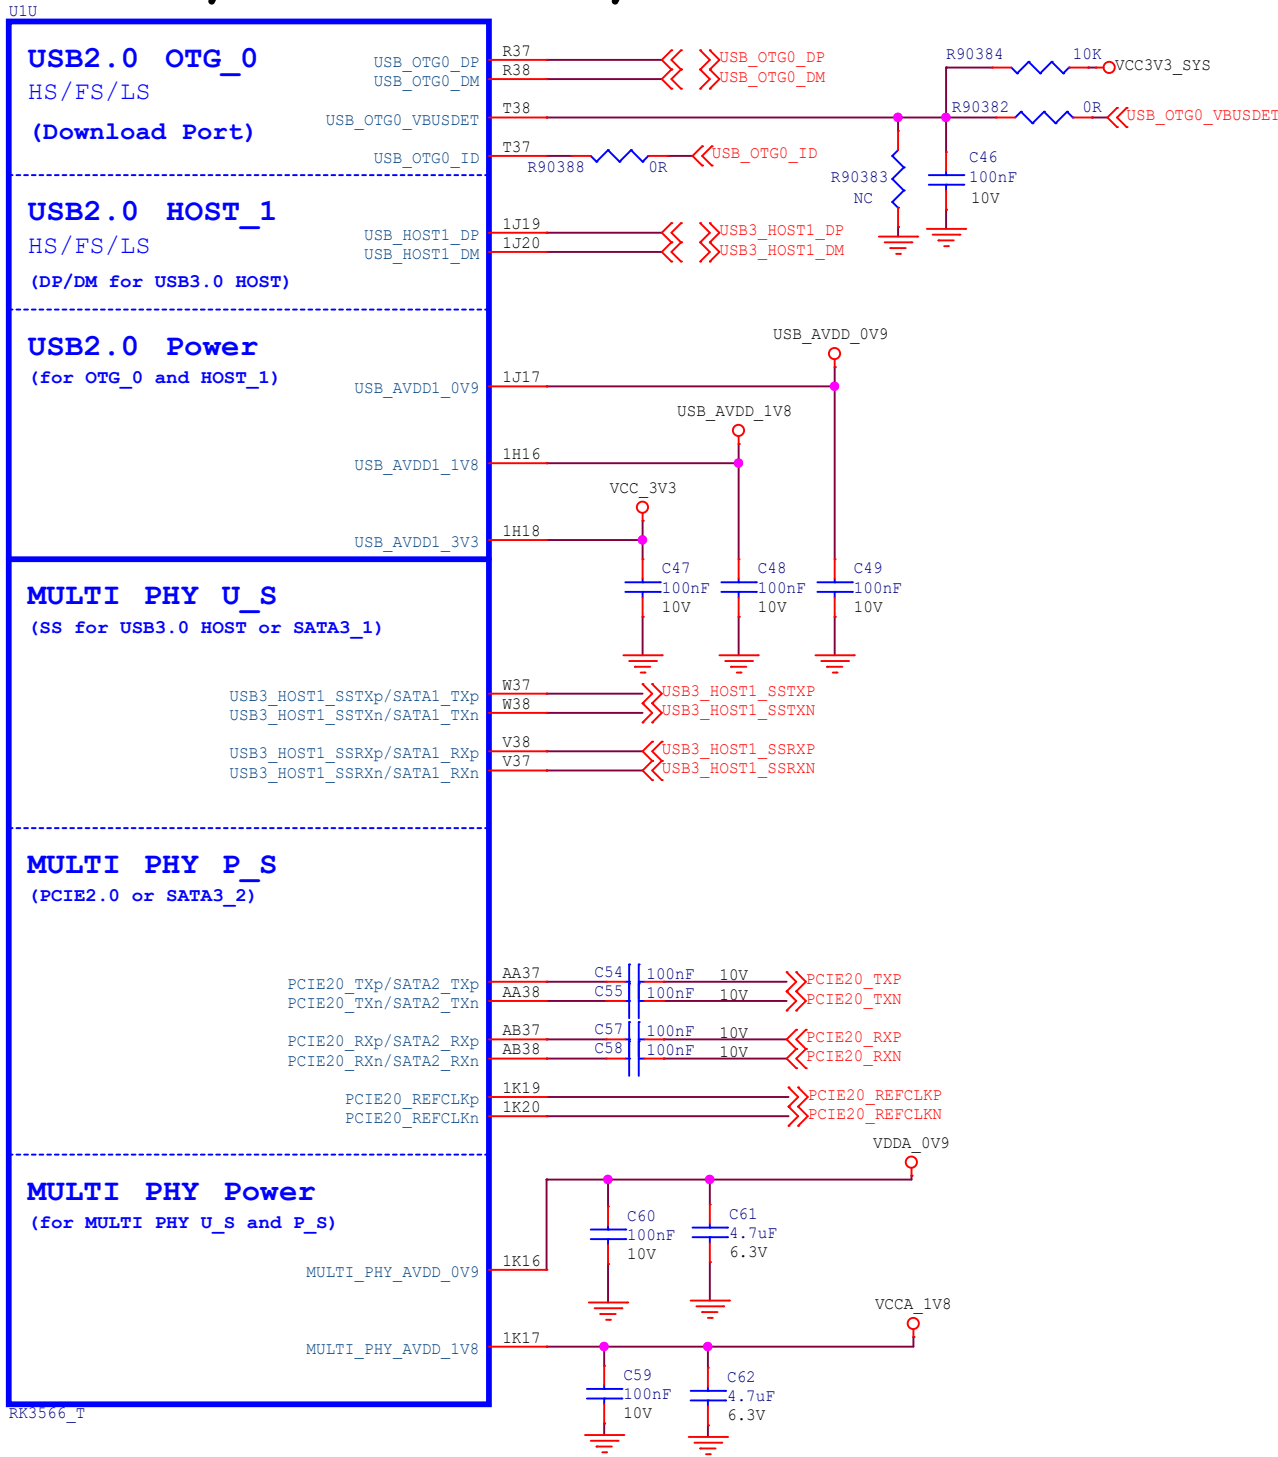 U1U
USB2.0 OTG_0
HS/FS/LS
(Download Port)
USB_OTG0_DP R37 USB_OTG0_DP
USB_OTG0_DM R38 USB_OTG0_DM
USB_OTG0_VBUSDET T38
USB_OTG0_ID T37 R90388 0R USB_OTG0_ID
R90384 10K VCC3V3_SYS
R90382 0R USB_OTG0_VBUSDET
R90383
NC
C46
100nF
10V
USB2.0 HOST_1
HS/FS/LS
(DP/DM for USB3.0 HOST)
USB_HOST1_DP 1J19 USB3_HOST1_DP
USB_HOST1_DM 1J20 USB3_HOST1_DM
USB2.0 Power
(for OTG_0 and HOST_1)
USB_AVDD_0V9
USB_AVDD1_0V9 1J17
USB_AVDD_1V8
USB_AVDD1_1V8 1H16
VCC_3V3
USB_AVDD1_3V3 1H18
C47
100nF
10V
C48
100nF
10V
C49
100nF
10V
MULTI PHY U_S
(SS for USB3.0 HOST or SATA3_1)
USB3_HOST1_SSTXp/SATA1_TXp W37 USB3_HOST1_SSTXP
USB3_HOST1_SSTXn/SATA1_TXn W38 USB3_HOST1_SSTXN
USB3_HOST1_SSRXp/SATA1_RXp V38 USB3_HOST1_SSRXP
USB3_HOST1_SSRXn/SATA1_RXn V37 USB3_HOST1_SSRXN
MULTI PHY P_S
(PCIE2.0 or SATA3_2)
PCIE20_TXp/SATA2_TXp AA37 C54 100nF 10V PCIE20_TXP
PCIE20_TXn/SATA2_TXn AA38 C55 100nF 10V PCIE20_TXN
PCIE20_RXp/SATA2_RXp AB37 C57 100nF 10V PCIE20_RXP
PCIE20_RXn/SATA2_RXn AB38 C58 100nF 10V PCIE20_RXN
PCIE20_REFCLKp 1K19 PCIE20_REFCLKP
PCIE20_REFCLKn 1K20 PCIE20_REFCLKN
VDDA_0V9
MULTI PHY Power
(for MULTI PHY U_S and P_S)
C60
100nF
10V
C61
4.7uF
6.3V
MULTI_PHY_AVDD_0V9 1K16
VCCA_1V8
MULTI_PHY_AVDD_1V8 1K17
C59
100nF
10V
C62
4.7uF
6.3V
RK3566_T